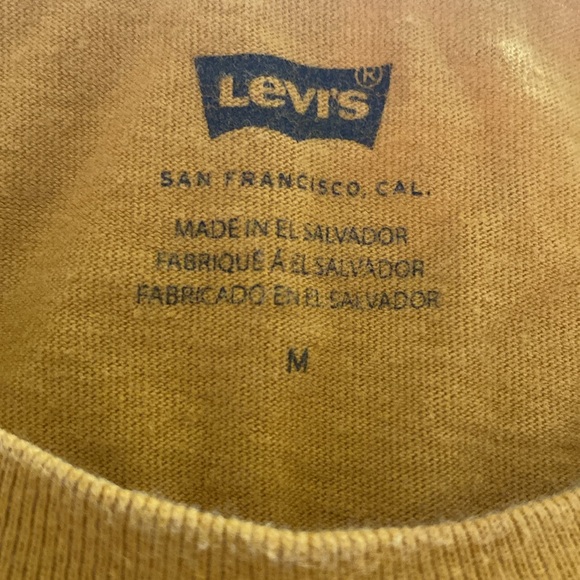 Levi's®
SAN FRANCISCO, CAL.
MADE IN EL SALVADOR
FABRIQUÉ À EL SALVADOR
FABRICADO EN EL SALVADOR
M